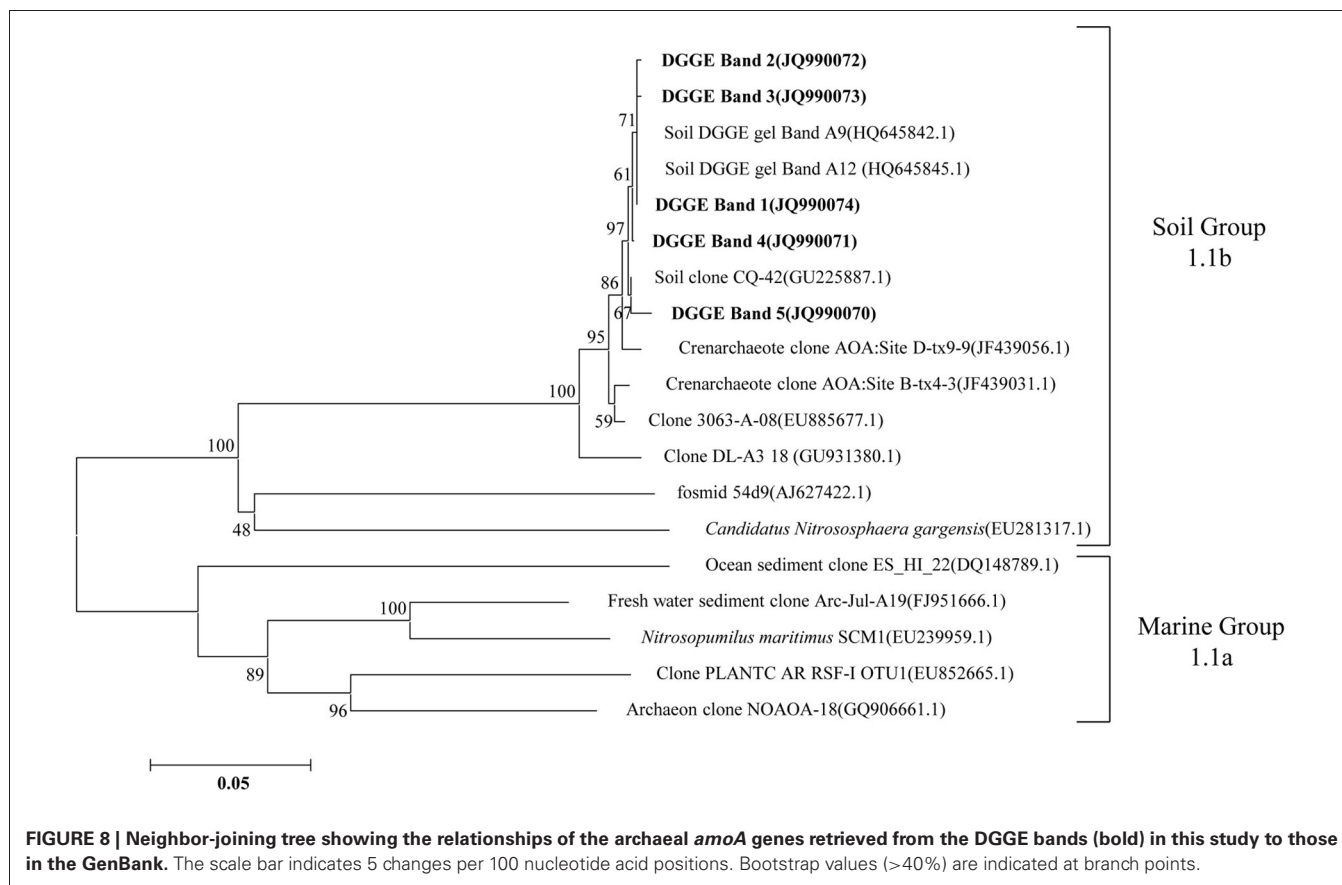 DGGE Band 2(JQ990072)
DGGE Band 3(JQ990073)
71
Soil DGGE gel Band A9(HQ645842.1)
Soil DGGE gel Band A12 (HQ645845.1)
61
DGGE Band 1(JQ990074)
97
DGGE Band 4(JQ990071)
Soil clone CQ-42(GU225887.1)
86
67
DGGE Band 5(JQ990070)
95
Crenarchaeote clone AOA:Site D-tx9-9(JF439056.1)
Crenarchaeote clone AOA:Site B-tx4-3(JF439031.1)
100
59
Clone 3063-A-08(EU885677.1)
100
Clone DL-A3 18 (GU931380.1)
fosmid 54d9(AJ627422.1)
48
Candidatus Nitrososphaera gargensis(EU281317.1)
Soil Group
1.1b
Ocean sediment clone ES_HI_22(DQ148789.1)
100
Fresh water sediment clone Arc-Jul-A19(FJ951666.1)
Nitrosopumilus maritimus SCM1(EU239959.1)
89
Clone PLANTC AR RSF-I OTU1(EU852665.1)
96
Archaeon clone NOAOA-18(GQ906661.1)
Marine Group
1.1a
0.05
FIGURE 8 | Neighbor-joining tree showing the relationships of the archaeal amoA genes retrieved from the DGGE bands (bold) in this study to those
in the GenBank. The scale bar indicates 5 changes per 100 nucleotide acid positions. Bootstrap values (>40%) are indicated at branch points.